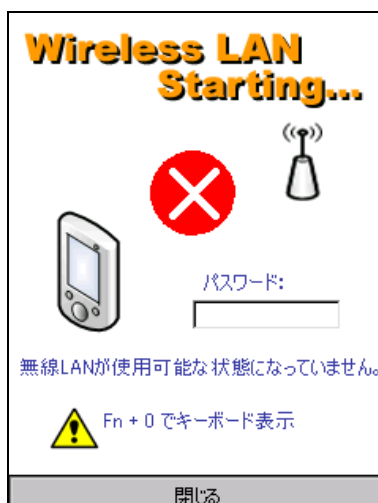 Wireless LAN
Starting...
パスワード:
無線LANが使用可能な状態になっていません。
Fn + 0 でキーボード表示
閉じる